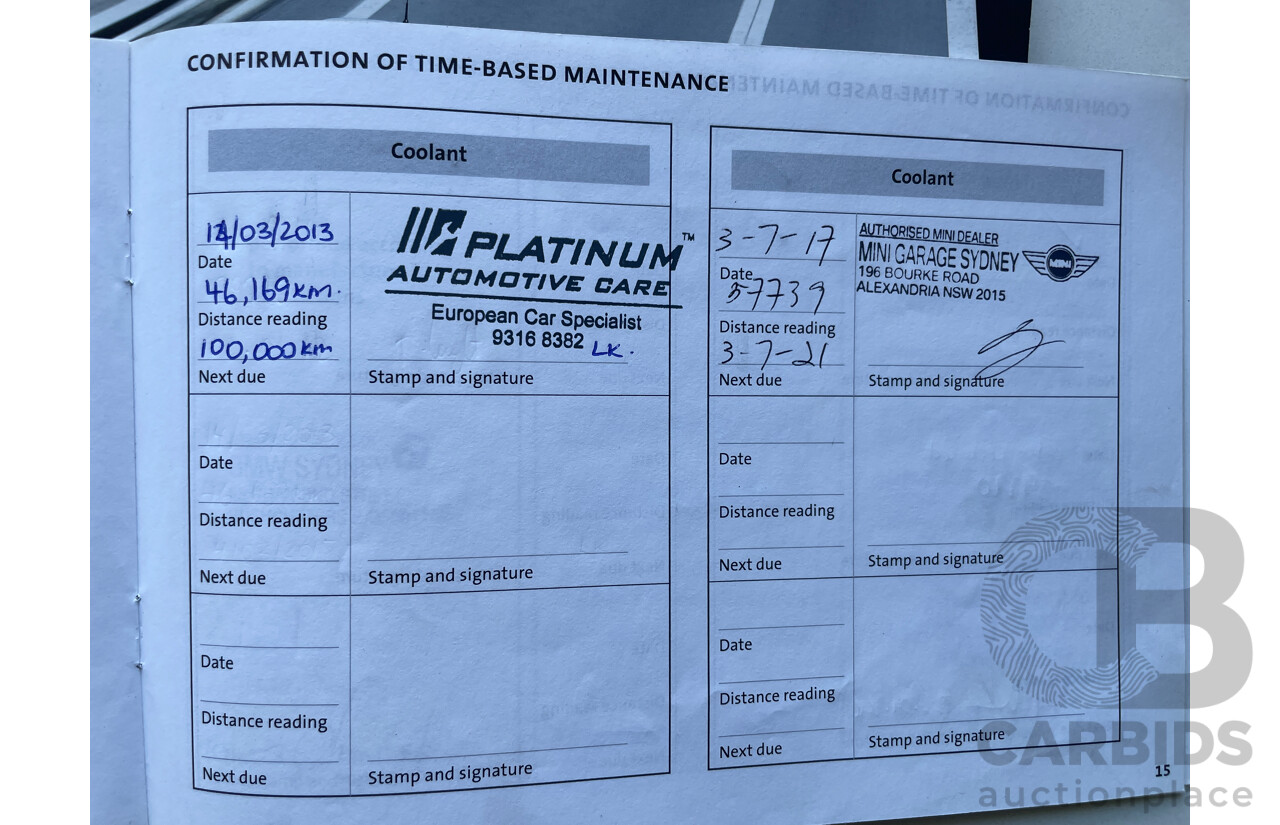 CONFIRMATION OF TIME-BASED MAINTENANCE
Coolant
14/03/2013
Date
46,169km.
Distance reading
100,000km
Next due
PLATINUM™
AUTOMOTIVE CARE
European Car Specialist
9316 8382
LK.
Stamp and signature
Date
Distance reading
Next due
Stamp and signature
Date
Distance reading
Next due
Stamp and signature
Coolant
3-7-17
Date
57739
Distance reading
3-7-21
Next due
AUTHORISED MINI DEALER
MINI GARAGE SYDNEY
196 BOURKE ROAD
ALEXANDRIA NSW 2015
MINI
Stamp and signature
Date
Distance reading
Next due
Stamp and signature
Date
Distance reading
Next due
Stamp and signature
15
CB
CARBIDS
auctionplace